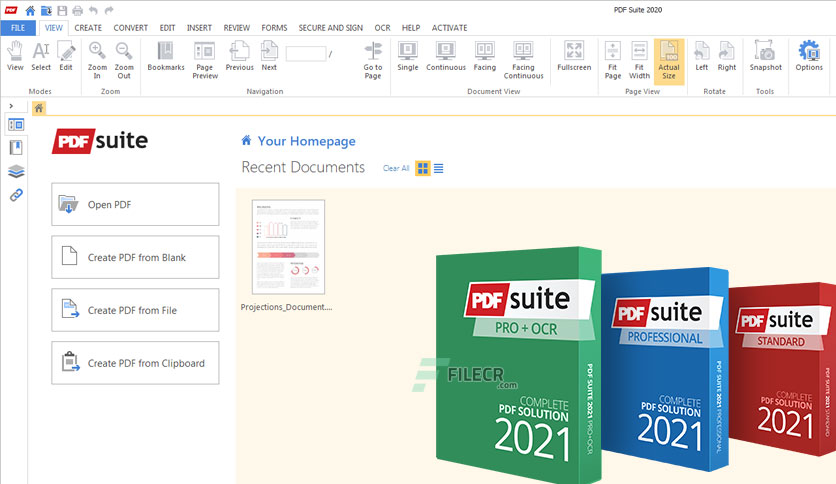 PDF
PDF Suite 2020
FILE VIEW CREATE CONVERT EDIT INSERT REVIEW FORMS SECURE AND SIGN OCR HELP ACTIVATE
View Select Edit Zoom In Zoom Out Bookmarks Page Preview Previous Next / Go to Page Single Continuous Facing Facing Continuous Fullscreen Fit Page Fit Width Actual Size Left Right Snapshot Options
Modes Zoom Navigation Document View Page View Rotate Tools
PDF suite
Your Homepage
Recent Documents Clear All
Open PDF
Create PDF from Blank
Create PDF from File
Create PDF from Clipboard
Projections_Document....
PDF suite
PRO + OCR
COMPLETE
PDF SOLUTION
2021
PDF SUITE 2021 PRO+OCR
PDF suite
PROFESSIONAL
COMPLETE
PDF SOLUTION
2021
PDF SUITE 2021 PROFESSIONAL
PDF suite
STANDARD
COMPLETE
PDF SOLUTION
2021
PDF SUITE 2021 STANDARD
FILECR
.com